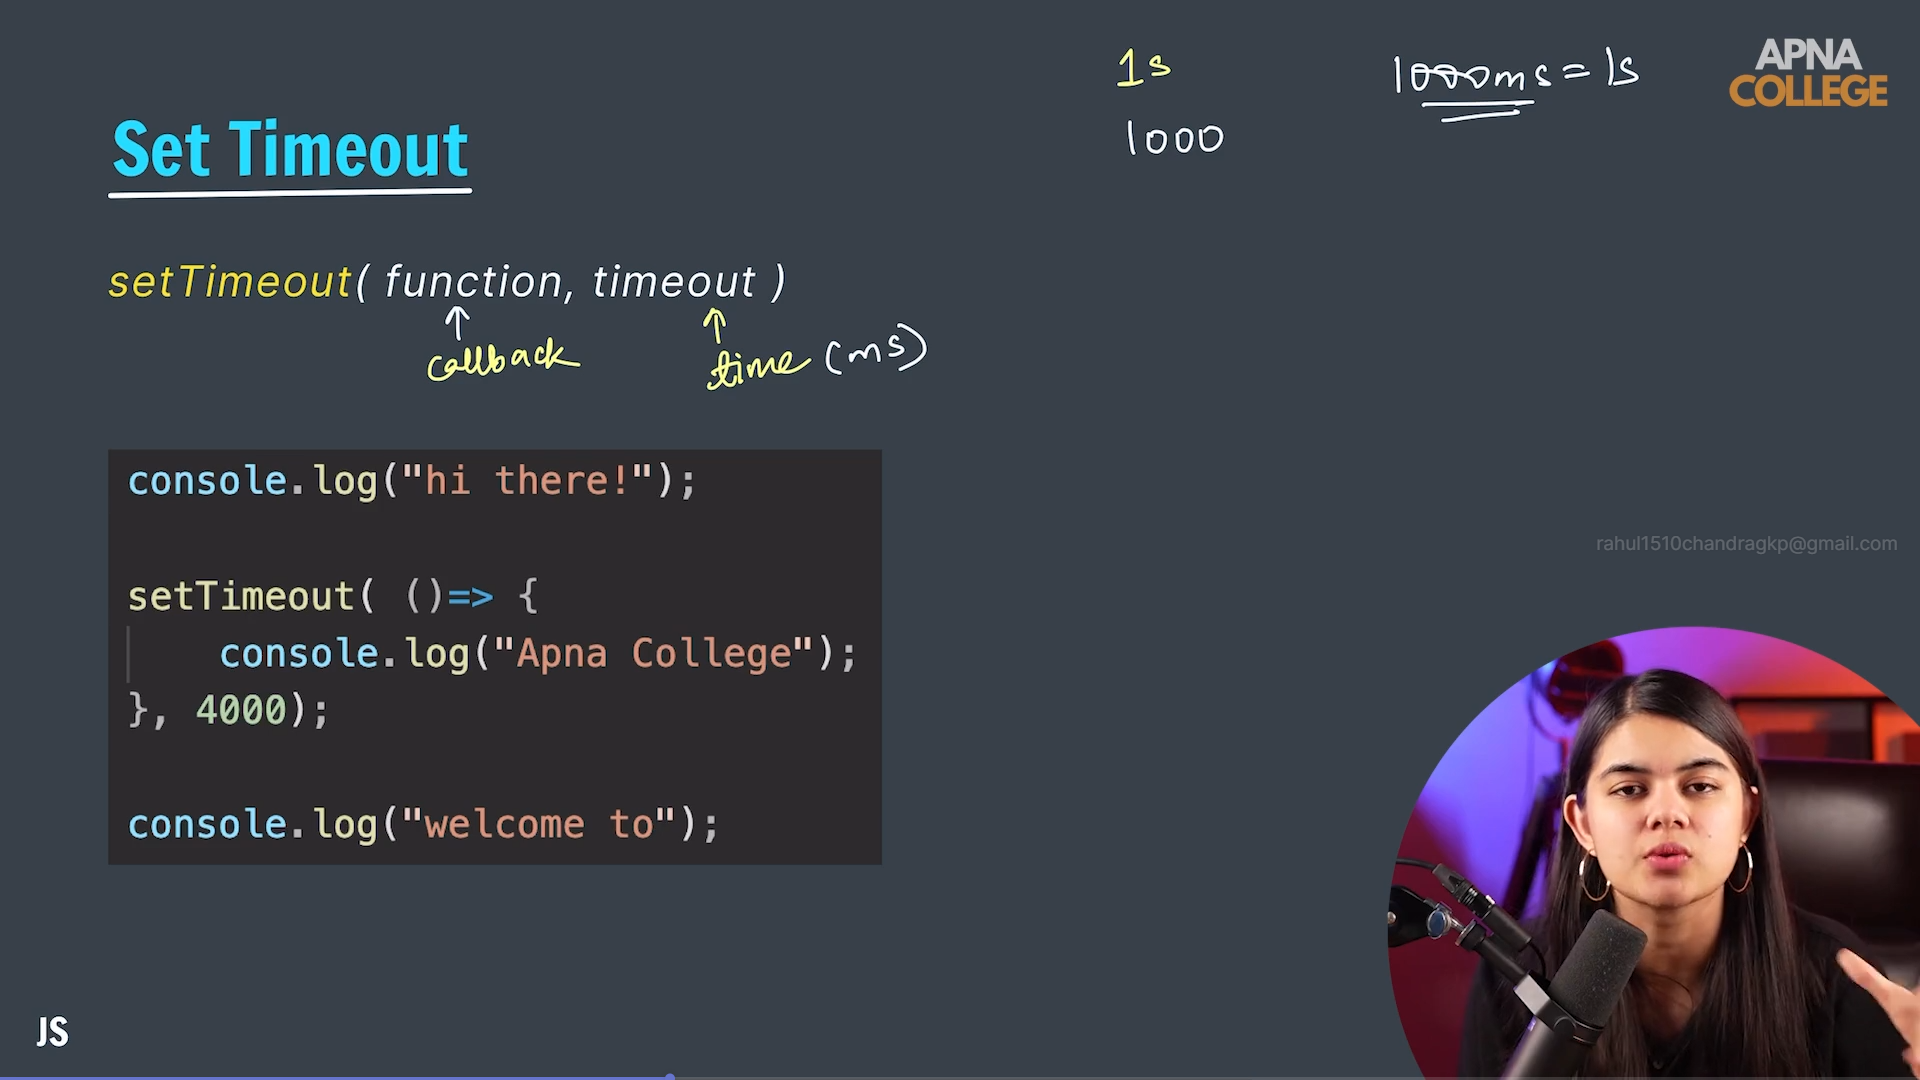 1s
1000ms = 1s
APNA
COLLEGE
1000
Set Timeout
setTimeout( function, timeout )
callback
time (ms)
console.log("hi there!");
setTimeout( ()=> {
console.log("Apna College");
}, 4000);
console.log("welcome to");
rahul1510chandragkp@gmail.com
JS